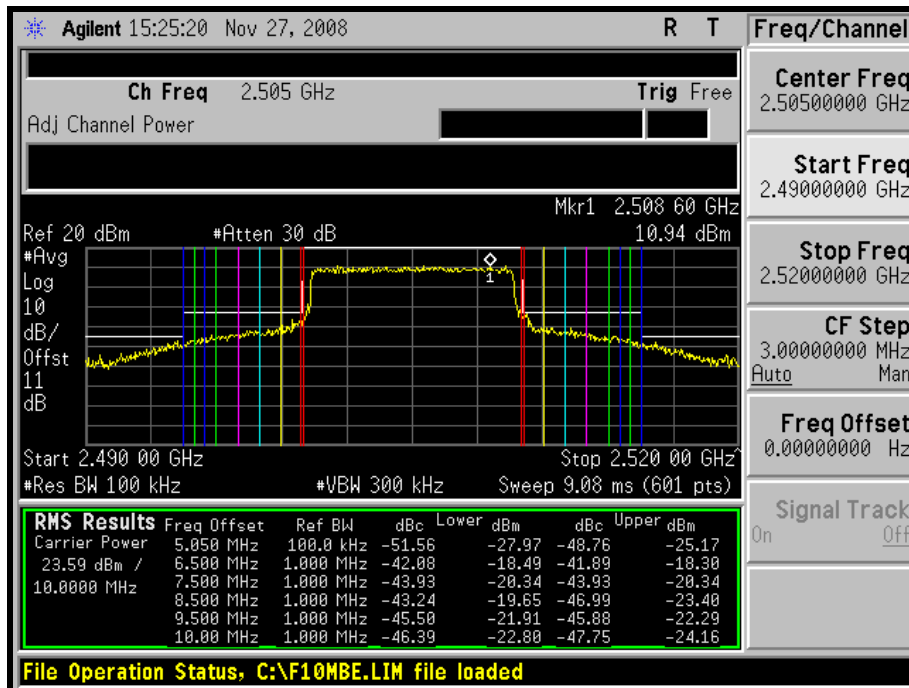 Agilent 15:25:20 Nov 27, 2008 R T
Freq/Channel
Ch Freq 2.505 GHz Trig Free
Adj Channel Power
Center Freq
2.50500000 GHz
Start Freq
2.49000000 GHz
Stop Freq
2.52000000 GHz
CF Step
3.00000000 MHz
Auto Man
Freq Offset
0.00000000 Hz
Signal Track
On Off
Mkr1 2.508 60 GHz
Ref 20 dBm #Atten 30 dB 10.94 dBm
#Avg
Log
10
dB/
Offst
11
dB
1
Start 2.490 00 GHz Stop 2.520 00 GHz^
#Res BW 100 kHz #VBW 300 kHz Sweep 9.08 ms (601 pts)
RMS Results Freq Offset Ref BW dBc Lower dBm dBc Upper dBm
Carrier Power 5.050 MHz 100.0 kHz -51.56 -27.97 -48.76 -25.17
23.59 dBm / 6.500 MHz 1.000 MHz -42.08 -18.49 -41.89 -18.30
10.0000 MHz 7.500 MHz 1.000 MHz -43.93 -20.34 -43.93 -20.34
8.500 MHz 1.000 MHz -43.24 -19.65 -46.99 -23.40
9.500 MHz 1.000 MHz -45.50 -21.91 -45.88 -22.29
10.00 MHz 1.000 MHz -46.39 -22.80 -47.75 -24.16
File Operation Status, C:\F10MBE.LIM file loaded